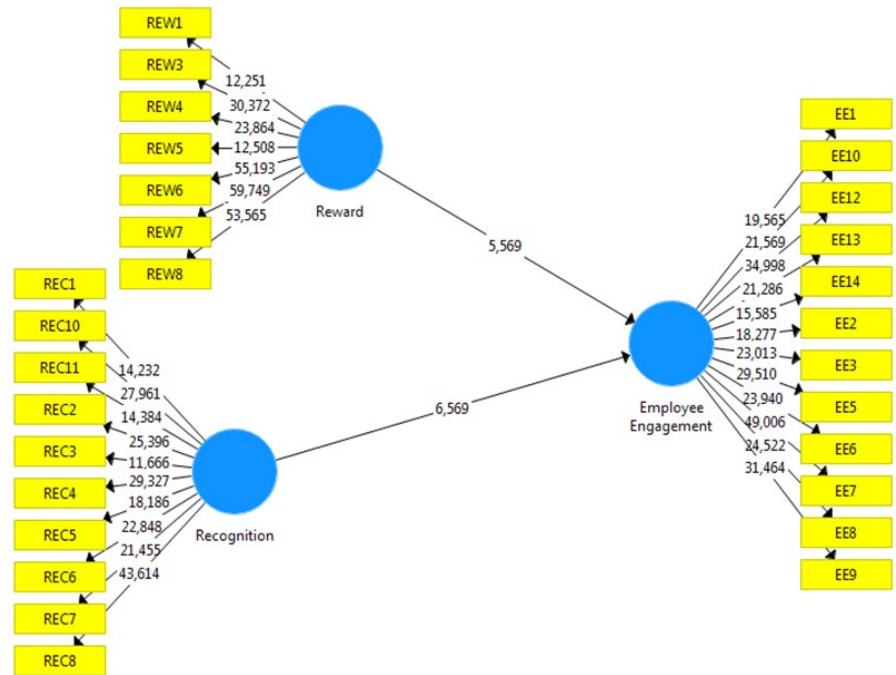 REW1
REW3
REW4
REW5
REW6
REW7
REW8
12,251
30,372
23,864
12,508
55,193
59,749
53,565
Reward
5,569
REC1
REC10
REC11
REC2
REC3
REC4
REC5
REC6
REC7
REC8
14,232
27,961
14,384
25,396
11,666
29,327
18,186
22,848
21,455
43,614
Recognition
6,569
Employee
Engagement
19,565
21,569
34,998
21,286
15,585
18,277
23,013
29,510
23,940
49,006
24,522
31,464
EE1
EE10
EE12
EE13
EE14
EE2
EE3
EE5
EE6
EE7
EE8
EE9